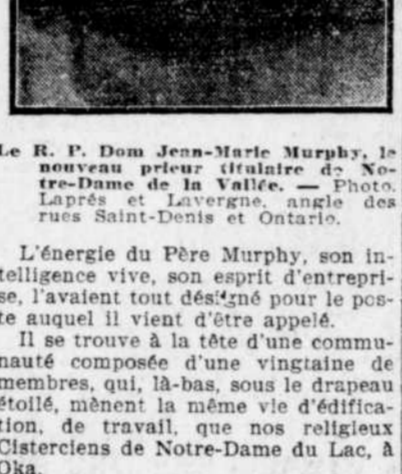 Le R. P. Dom Jean-Marie Murphy, le
nouveau prieur titulaire de No-
tre-Dame de la Vallée. — Photo.
Laprés et Lavergne, angle des
rues Saint-Denis et Ontario.
L'énergie du Père Murphy, son in-
telligence vive, son esprit d'entrepri-
se, l'avaient tout désigné pour le pos-
te auquel il vient d'être appelé.
Il se trouve à la tête d'une commu-
nauté composée d'une vingtaine de
membres, qui, là-bas, sous le drapeau
étoilé, mènent la même vie d'édifica-
tion, de travail, que nos religieux
Cisterciens de Notre-Dame du Lac, à
Oka.